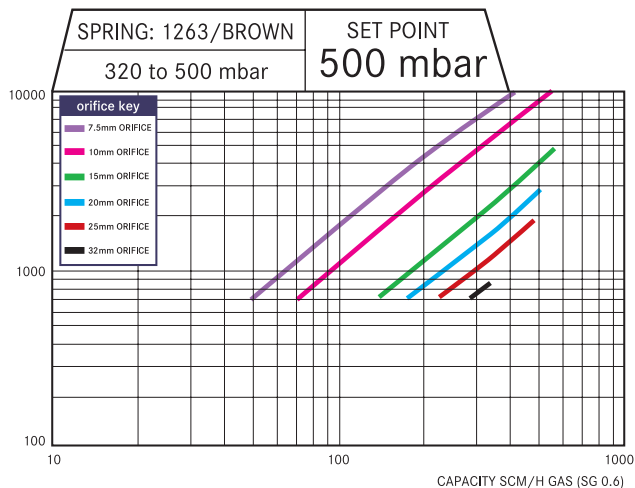 SPRING: 1263/BROWN
320 to 500 mbar
SET POINT
500 mbar
10000
orifice key
7.5mm ORIFICE
10mm ORIFICE
15mm ORIFICE
20mm ORIFICE
25mm ORIFICE
32mm ORIFICE
1000
100
10
100
1000
CAPACITY SCM/H GAS (SG 0.6)